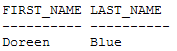 FIRST_NAME LAST_NAME
---------- ----------
Doreen     Blue